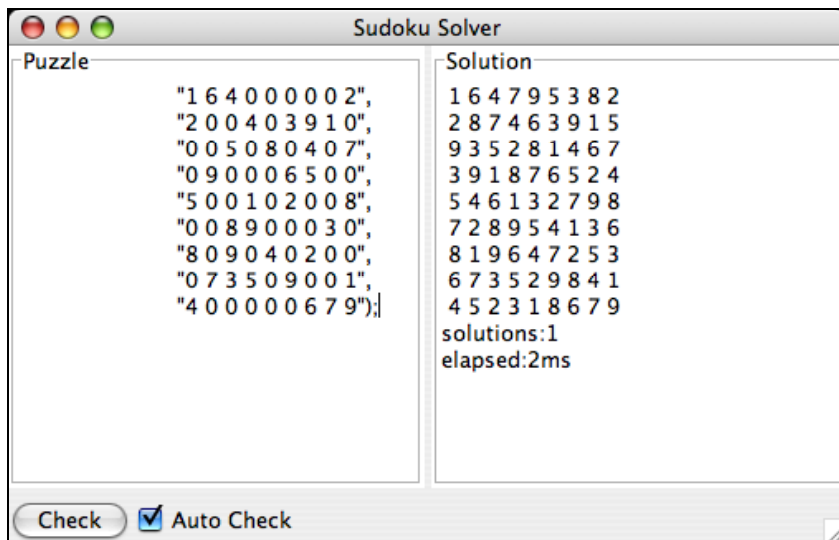 Sudoku Solver
Puzzle
"1 6 4 0 0 0 0 0 2",
"2 0 0 4 0 3 9 1 0",
"0 0 5 0 8 0 4 0 7",
"0 9 0 0 0 6 5 0 0",
"5 0 0 1 0 2 0 0 8",
"0 0 8 9 0 0 0 3 0",
"8 0 9 0 4 0 2 0 0",
"0 7 3 5 0 9 0 0 1",
"4 0 0 0 0 0 6 7 9");
Solution
1 6 4 7 9 5 3 8 2
2 8 7 4 6 3 9 1 5
9 3 5 2 8 1 4 6 7
3 9 1 8 7 6 5 2 4
5 4 6 1 3 2 7 9 8
7 2 8 9 5 4 1 3 6
8 1 9 6 4 7 2 5 3
6 7 3 5 2 9 8 4 1
4 5 2 3 1 8 6 7 9
solutions:1
elapsed:2ms
Check
Auto Check